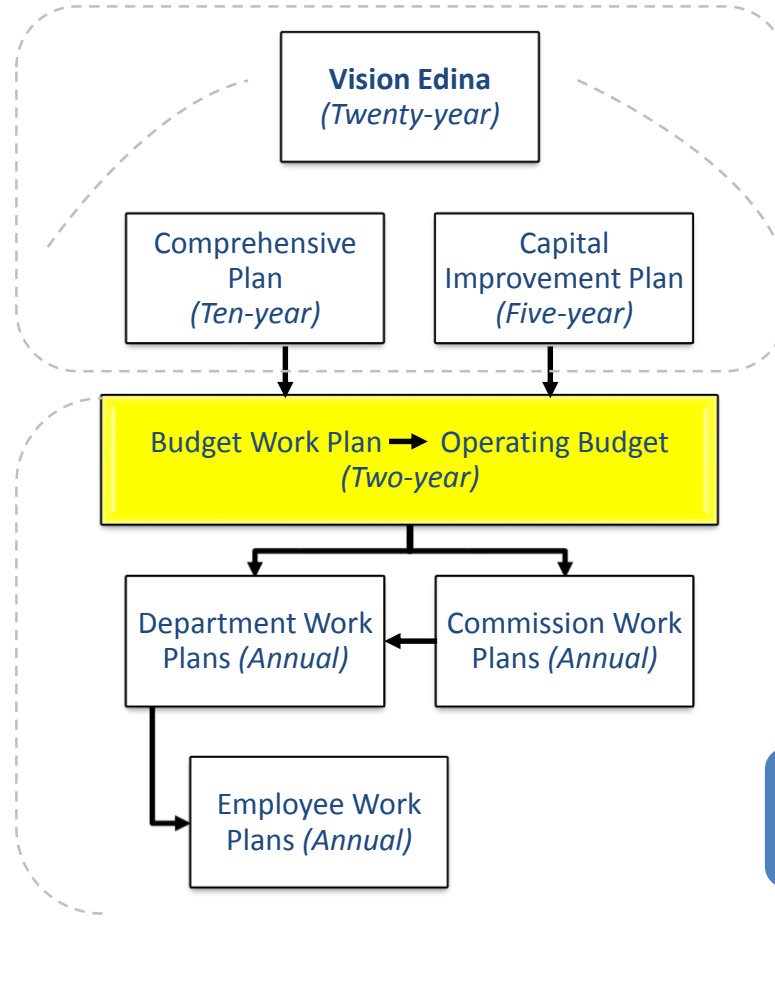 Vision Edina
(Twenty-year)
Comprehensive
Plan
(Ten-year)
Capital
Improvement Plan
(Five-year)
Budget Work Plan Operating Budget
(Two-year)
Department Work
Plans (Annual)
Commission Work
Plans (Annual)
Employee Work
Plans (Annual)